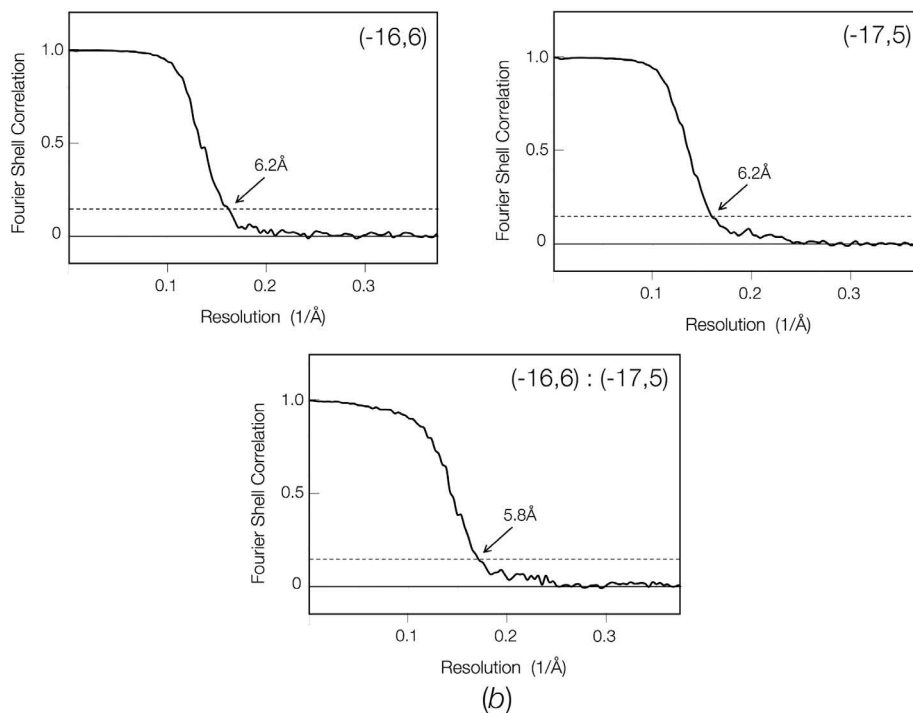 (-16,6)
1.0
0.5
0
Fourier Shell Correlation
6.2Å
0.1 0.2 0.3
Resolution (1/Å)
(-17,5)
1.0
0.5
0
Fourier Shell Correlation
6.2Å
0.1 0.2 0.3
Resolution (1/Å)
(-16,6) : (-17,5)
1.0
0.5
0
Fourier Shell Correlation
5.8Å
0.1 0.2 0.3
Resolution (1/Å)
(b)